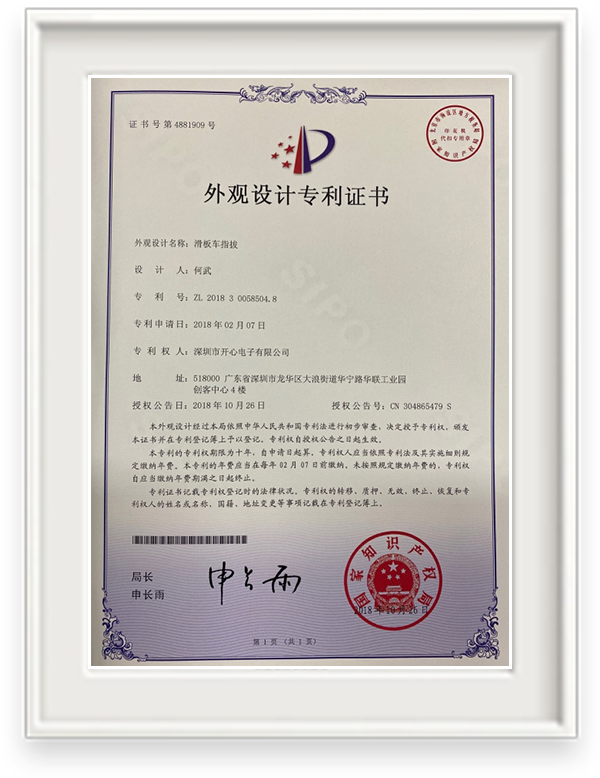 证书号第4881909号
外观设计专利证书
外观设计名称：滑板车指拔
设 计 人：何武
专 利 号：ZL 2018 3 0058504.8
专利申请日：2018年02月07日
专 利 权 人：深圳市开心电子有限公司
地 址：518000 广东省深圳市龙华区大浪街道华宁路华联工业园
创客中心4楼
授权公告日：2018年10月26日 授权公告号：CN 304865479 S
本外观设计经过本局依照中华人民共和国专利法进行初步审查，决定授予专利权，颁发
本证书并在专利登记簿上予以登记。专利权自授权公告之日起生效。
本专利的专利权期限为十年，自申请日起算。专利权人应当依照专利法及其实施细则规
定缴纳年费。本专利的年费应当在每年02月07日前缴纳。未按照规定缴纳年费的，专利权
自应当缴纳年费期满之日起终止。
专利证书记载专利权登记时的法律状况。专利权的转移、质押、无效、终止、恢复和专
利权人的姓名或名称、国籍、地址变更等事项记载在专利登记簿上。
局长
申长雨
申长雨
国家知识产权局
2018年10月26日
第1页（共1页）
SIPO